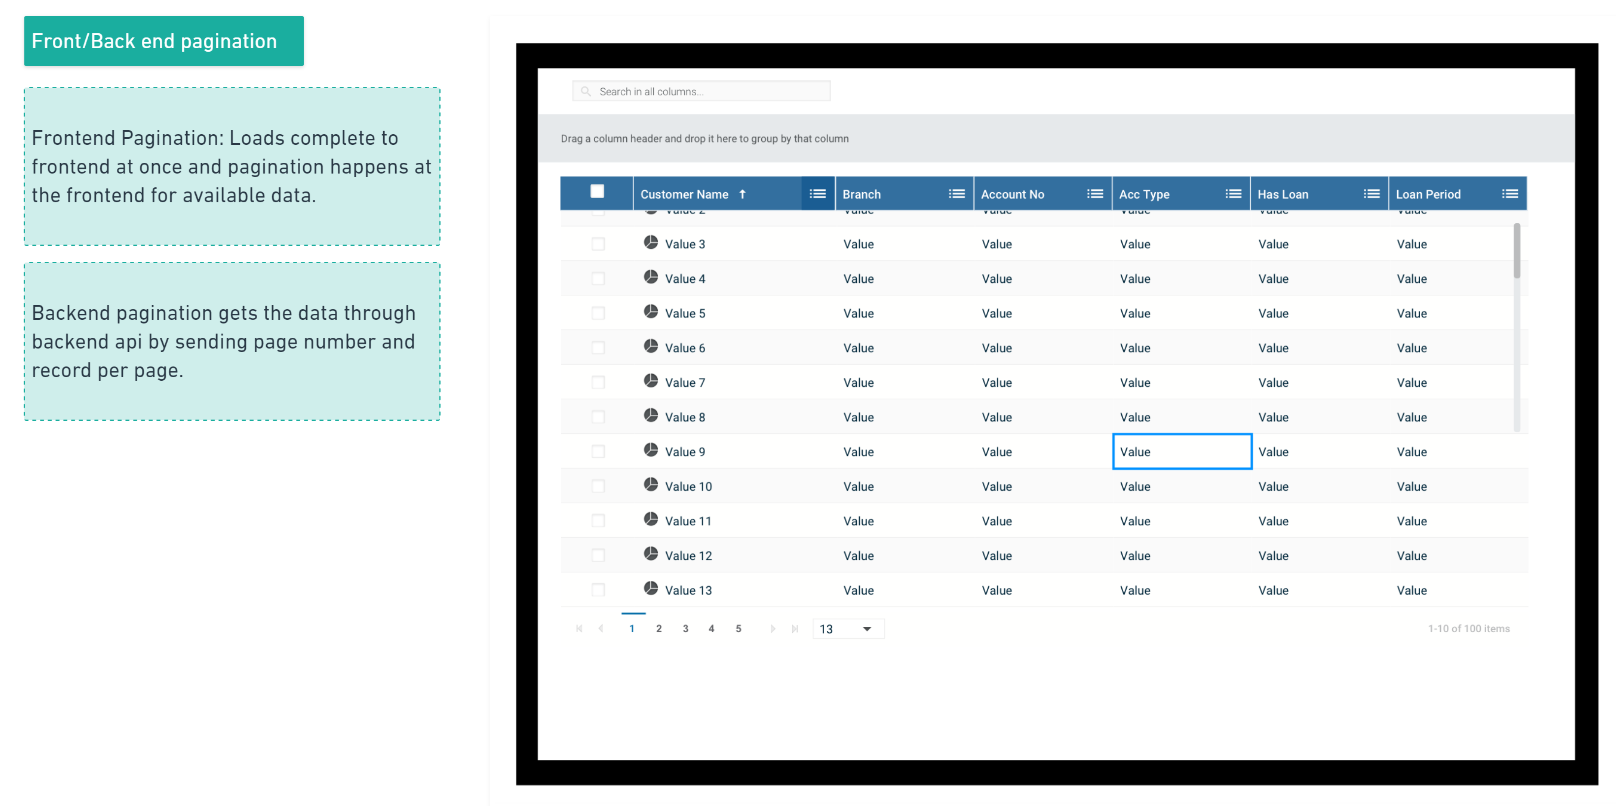 Front/Back end pagination
Frontend Pagination: Loads complete to
frontend at once and pagination happens at
the frontend for available data.
Backend pagination gets the data through
backend api by sending page number and
record per page.
Search in all columns...
Drag a column header and drop it here to group by that column
Customer Name ↑ Branch Account No Acc Type Has Loan Loan Period
Value 2 Value Value Value Value Value
Value 3 Value Value Value Value Value
Value 4 Value Value Value Value Value
Value 5 Value Value Value Value Value
Value 6 Value Value Value Value Value
Value 7 Value Value Value Value Value
Value 8 Value Value Value Value Value
Value 9 Value Value Value Value Value
Value 10 Value Value Value Value Value
Value 11 Value Value Value Value Value
Value 12 Value Value Value Value Value
Value 13 Value Value Value Value Value
1 2 3 4 5 13 1-10 of 100 items